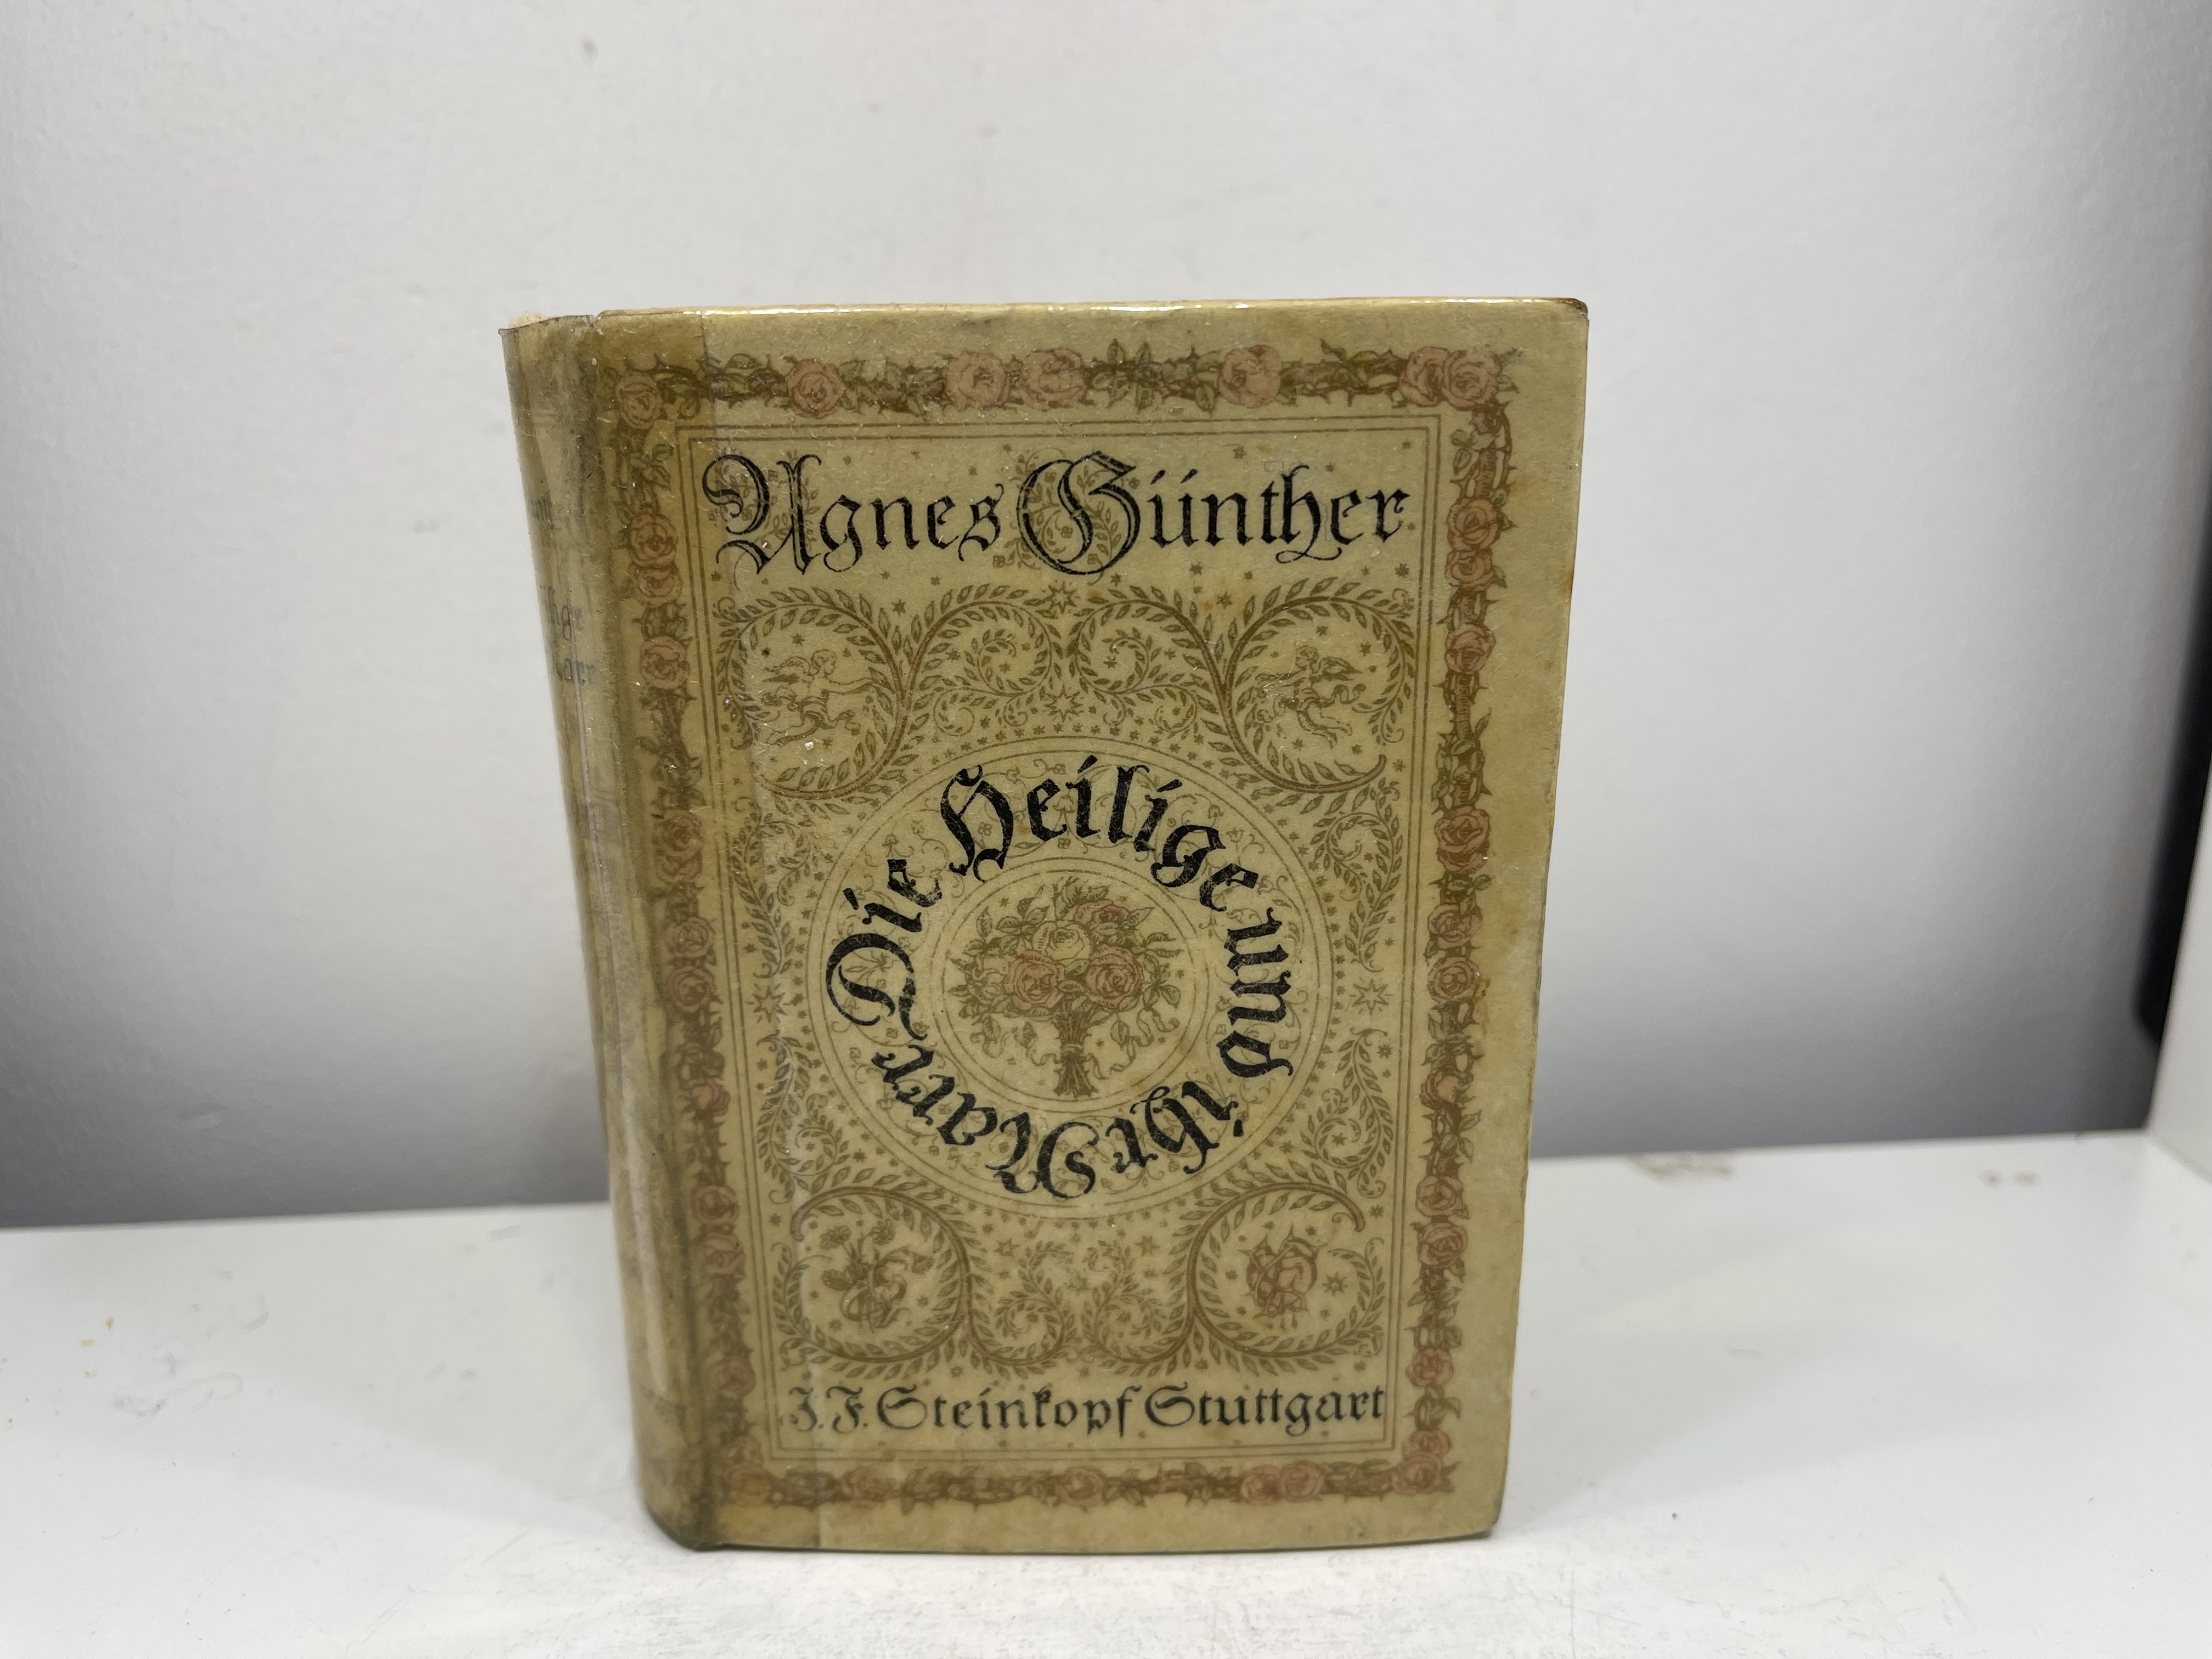 Agnes Günther
Die Heilige und ihr Narr
J. F. Steinkopf Stuttgart